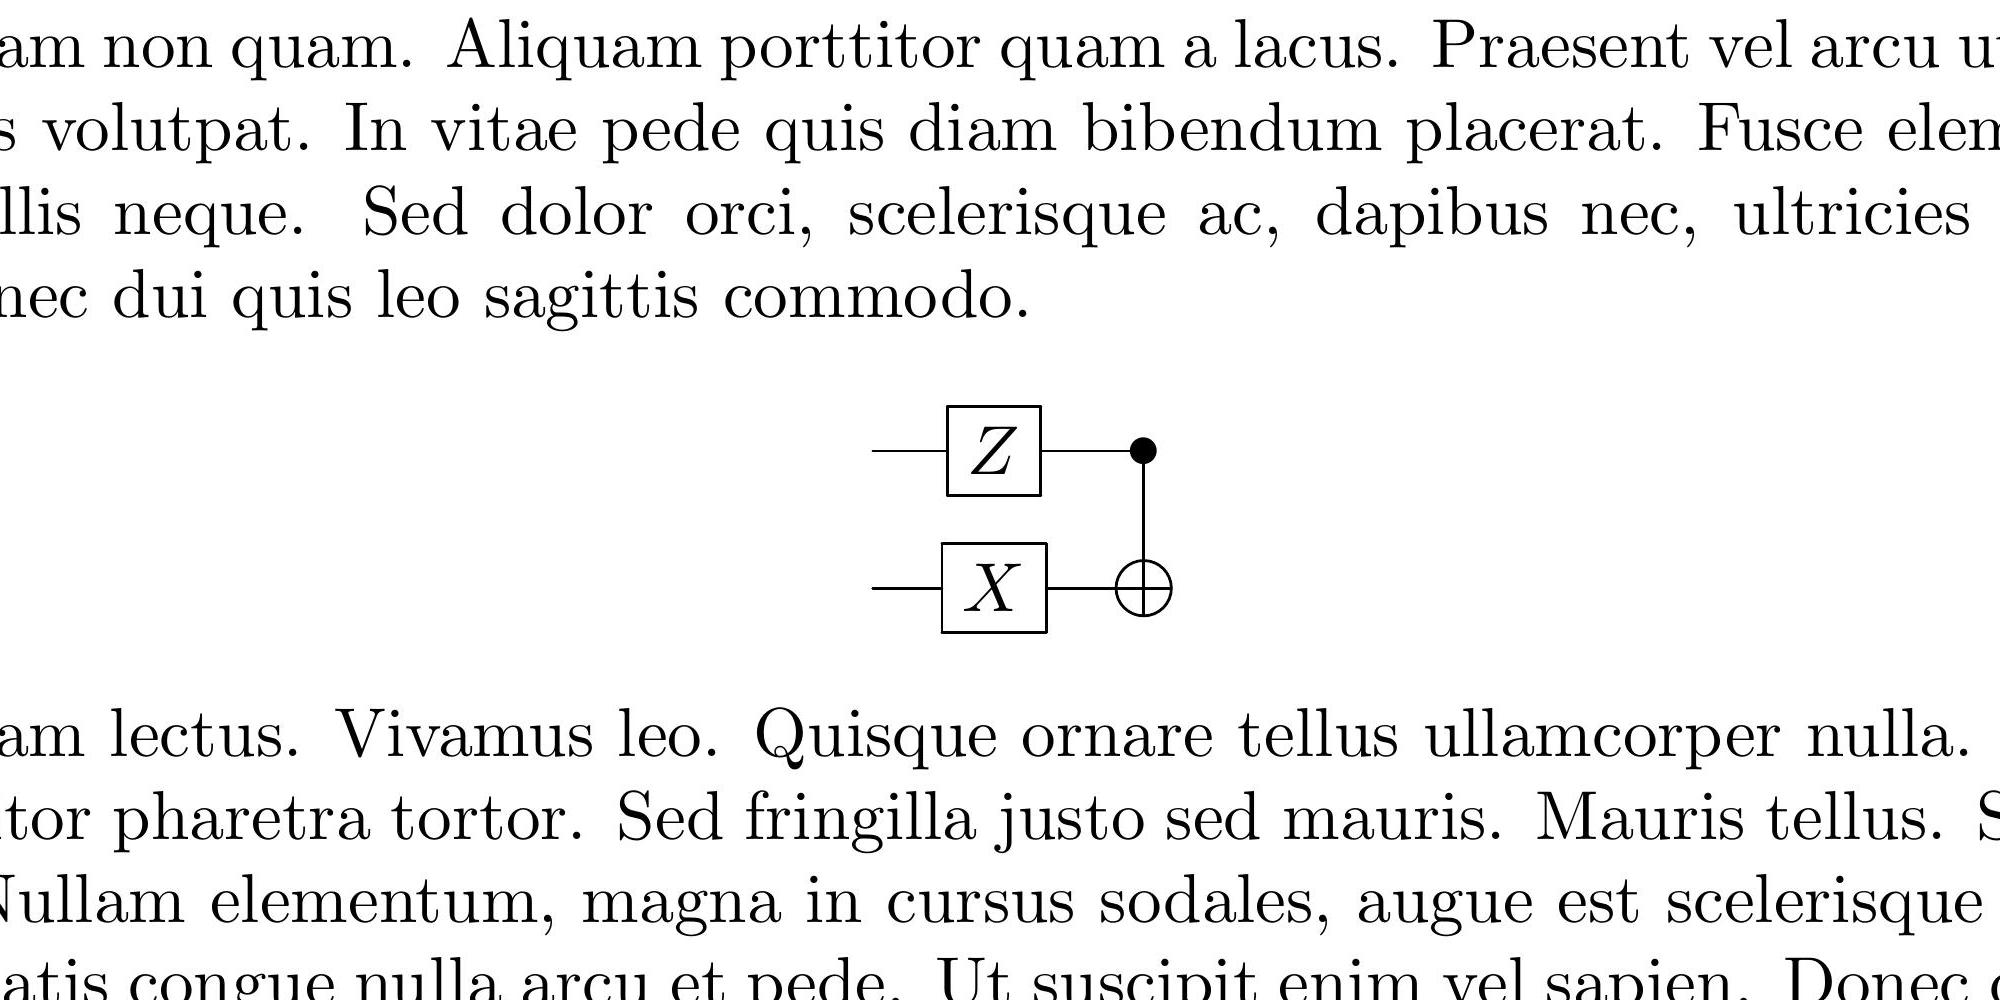 am non quam. Aliquam porttitor quam a lacus. Praesent vel arcu
s volutpat. In vitae pede quis diam bibendum placerat. Fusce elem
llis neque. Sed dolor orci, scelerisque ac, dapibus nec, ultricies
nec dui quis leo sagittis commodo.
Z
X
am lectus. Vivamus leo. Quisque ornare tellus ullamcorper nulla.
tor pharetra tortor. Sed fringilla justo sed mauris. Mauris tellus. S
Nullam elementum, magna in cursus sodales, augue est scelerisque
atis congue nulla arcu et pede. Ut suscipit enim vel sapien. Donec